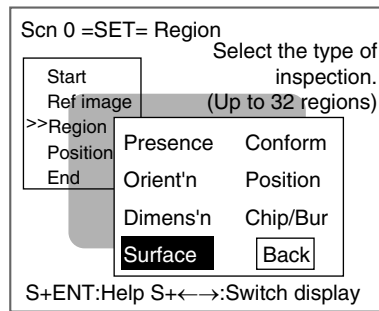 Scn 0 =SET= Region
Select the type of
inspection.
(Up to 32 regions)
Start
Ref image
>>Region
Position
End
Presence Conform
Orient'n Position
Dimens'n Chip/Bur
Surface Back
S+ENT:Help S+←→:Switch display